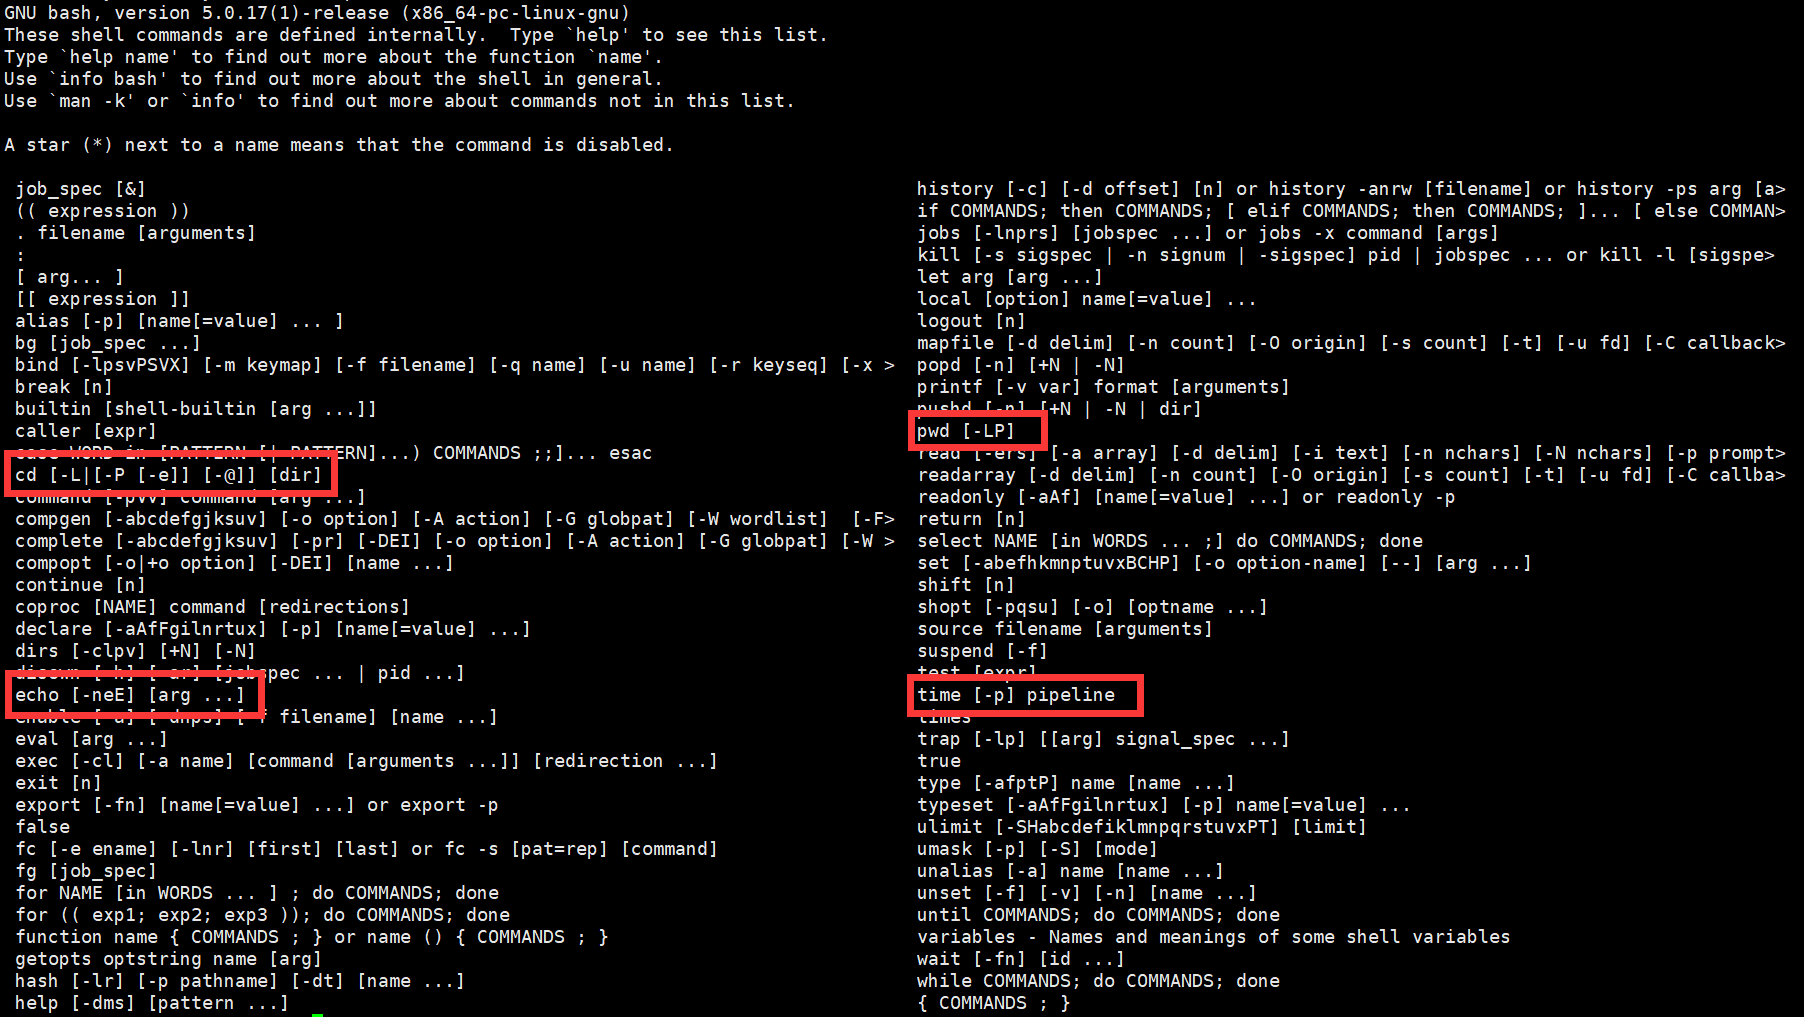 GNU bash, version 5.0.17(1)-release (x86_64-pc-linux-gnu)
These shell commands are defined internally.  Type `help' to see this list.
Type `help name' to find out more about the function `name'.
Use `info bash' to find out more about the shell in general.
Use `man -k' or `info' to find out more about commands not in this list.
A star (*) next to a name means that the command is disabled.
job_spec [&]
(( expression ))
. filename [arguments]
:
[ arg... ]
[[ expression ]]
alias [-p] [name[=value] ... ]
bg [job_spec ...]
bind [-lpsvPSVX] [-m keymap] [-f filename] [-q name] [-u name] [-r keyseq] [-x >
break [n]
builtin [shell-builtin [arg ...]]
caller [expr]
case WORD in [PATTERN [| PATTERN]...) COMMANDS ;;]... esac
cd [-L|[-P [-e]] [-@]] [dir]
command [-pVv] command [arg ...]
compgen [-abcdefgjksuv] [-o option] [-A action] [-G globpat] [-W wordlist]  [-F>
complete [-abcdefgjksuv] [-pr] [-DEI] [-o option] [-A action] [-G globpat] [-W >
compopt [-o|+o option] [-DEI] [name ...]
continue [n]
coproc [NAME] command [redirections]
declare [-aAfFgilnrtux] [-p] [name[=value] ...]
dirs [-clpv] [+N] [-N]
disown [-h] [-ar] [jobspec ... | pid ...]
echo [-neE] [arg ...]
enable [-a] [-dnps] [-f filename] [name ...]
eval [arg ...]
exec [-cl] [-a name] [command [arguments ...]] [redirection ...]
exit [n]
export [-fn] [name[=value] ...] or export -p
false
fc [-e ename] [-lnr] [first] [last] or fc -s [pat=rep] [command]
fg [job_spec]
for NAME [in WORDS ... ] ; do COMMANDS; done
for (( exp1; exp2; exp3 )); do COMMANDS; done
function name { COMMANDS ; } or name () { COMMANDS ; }
getopts optstring name [arg]
hash [-lr] [-p pathname] [-dt] [name ...]
help [-dms] [pattern ...]
history [-c] [-d offset] [n] or history -anrw [filename] or history -ps arg [a>
if COMMANDS; then COMMANDS; [ elif COMMANDS; then COMMANDS; ]... [ else COMMAN>
jobs [-lnprs] [jobspec ...] or jobs -x command [args]
kill [-s sigspec | -n signum | -sigspec] pid | jobspec ... or kill -l [sigspe>
let arg [arg ...]
local [option] name[=value] ...
logout [n]
mapfile [-d delim] [-n count] [-O origin] [-s count] [-t] [-u fd] [-C callback>
popd [-n] [+N | -N]
printf [-v var] format [arguments]
pushd [-n] [+N | -N | dir]
pwd [-LP]
read [-ers] [-a array] [-d delim] [-i text] [-n nchars] [-N nchars] [-p prompt>
readarray [-d delim] [-n count] [-O origin] [-s count] [-t] [-u fd] [-C callba>
readonly [-aAf] [name[=value] ...] or readonly -p
return [n]
select NAME [in WORDS ... ;] do COMMANDS; done
set [-abefhkmnptuvxBCHP] [-o option-name] [--] [arg ...]
shift [n]
shopt [-pqsu] [-o] [optname ...]
source filename [arguments]
suspend [-f]
test [expr]
time [-p] pipeline
times
trap [-lp] [[arg] signal_spec ...]
true
type [-afptP] name [name ...]
typeset [-aAfFgilnrtux] [-p] name[=value] ...
ulimit [-SHabcdefiklmnpqrstuvxPT] [limit]
umask [-p] [-S] [mode]
unalias [-a] name [name ...]
unset [-f] [-v] [-n] [name ...]
until COMMANDS; do COMMANDS; done
variables - Names and meanings of some shell variables
wait [-fn] [id ...]
while COMMANDS; do COMMANDS; done
{ COMMANDS ; }